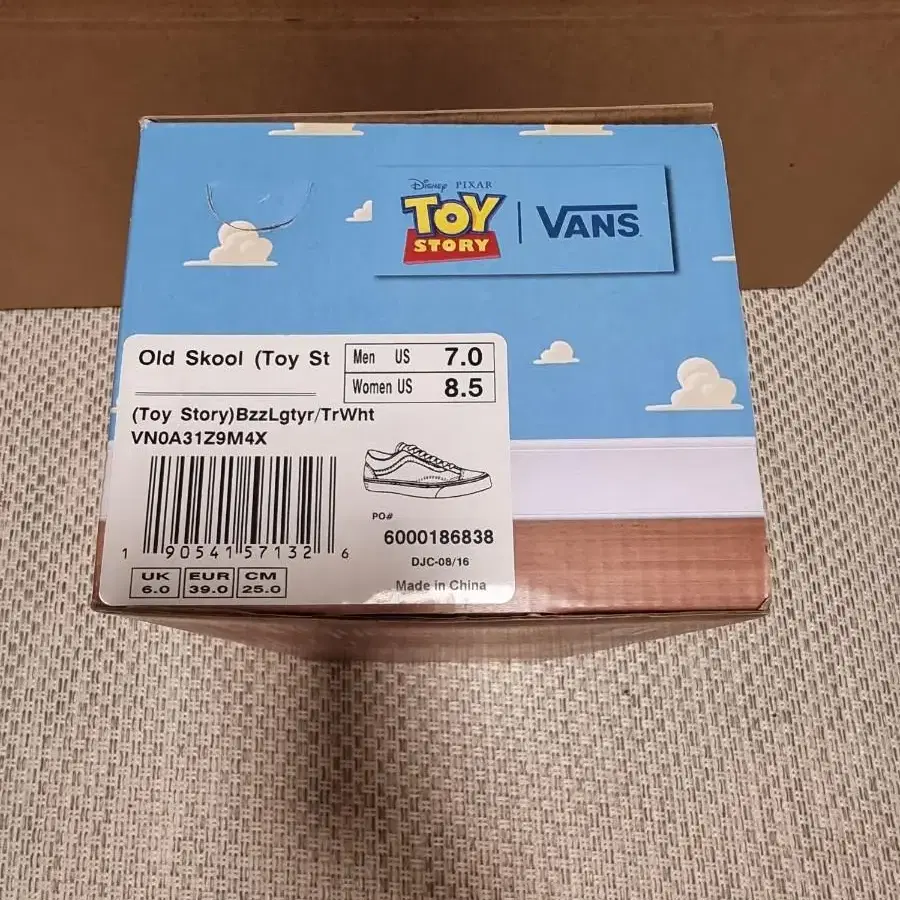 Disney PIXAR
TOY
STORY
VANS
Old Skool (Toy St
Men US 7.0
Women US 8.5
(Toy Story)BzzLgtyr/TrWht
VN0A31Z9M4X
PO#
6000186838
DJC-08/16
Made in China
1 90541 57132 6
UK 6.0
EUR 39.0
CM 25.0